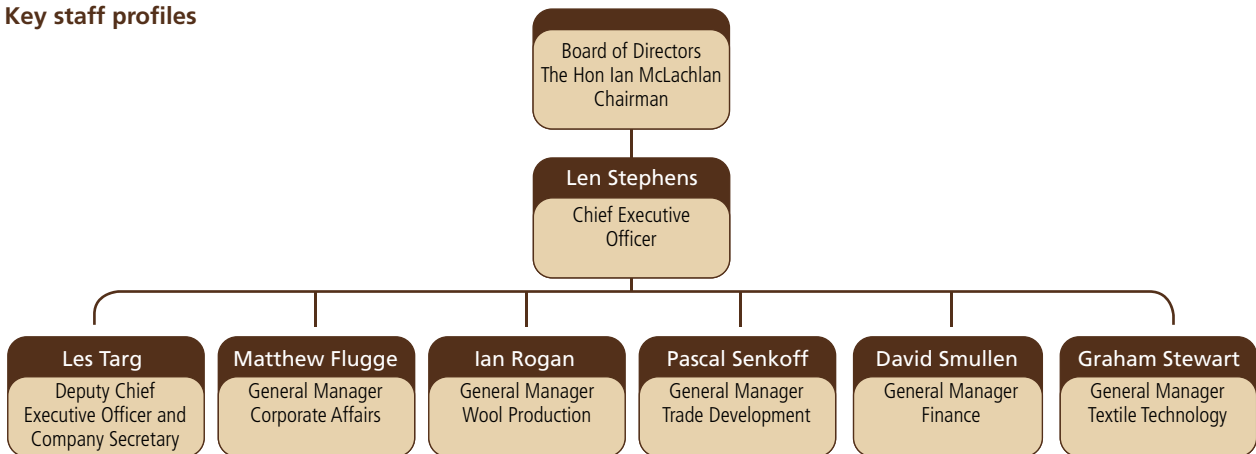 Key staff profiles
Board of Directors
The Hon Ian McLachlan
Chairman
Len Stephens
Chief Executive
Officer
Les Targ
Deputy Chief
Executive Officer and
Company Secretary
Matthew Flugge
General Manager
Corporate Affairs
Ian Rogan
General Manager
Wool Production
Pascal Senkoff
General Manager
Trade Development
David Smullen
General Manager
Finance
Graham Stewart
General Manager
Textile Technology